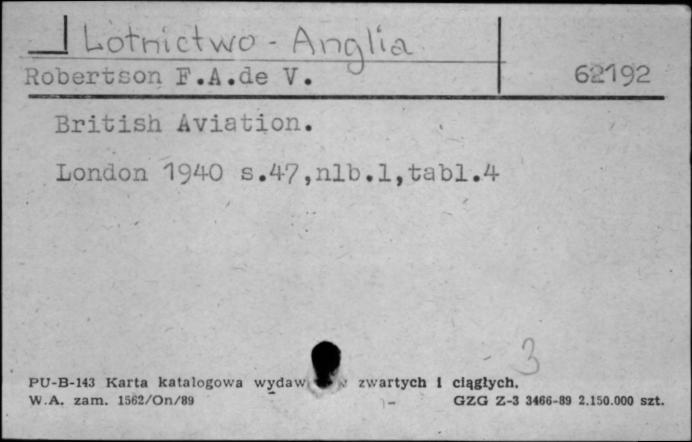 Lotnictwo - Anglia
Robertson F.A.de V.
62192
British Aviation.
London 1940 s.47,nlb.1,tabl.4
3
PU-B-143 Karta katalogowa wydaw zwartych i ciągłych.
W.A. zam. 1562/On/89 GZG Z-3 3466-89 2.150.000 szt.